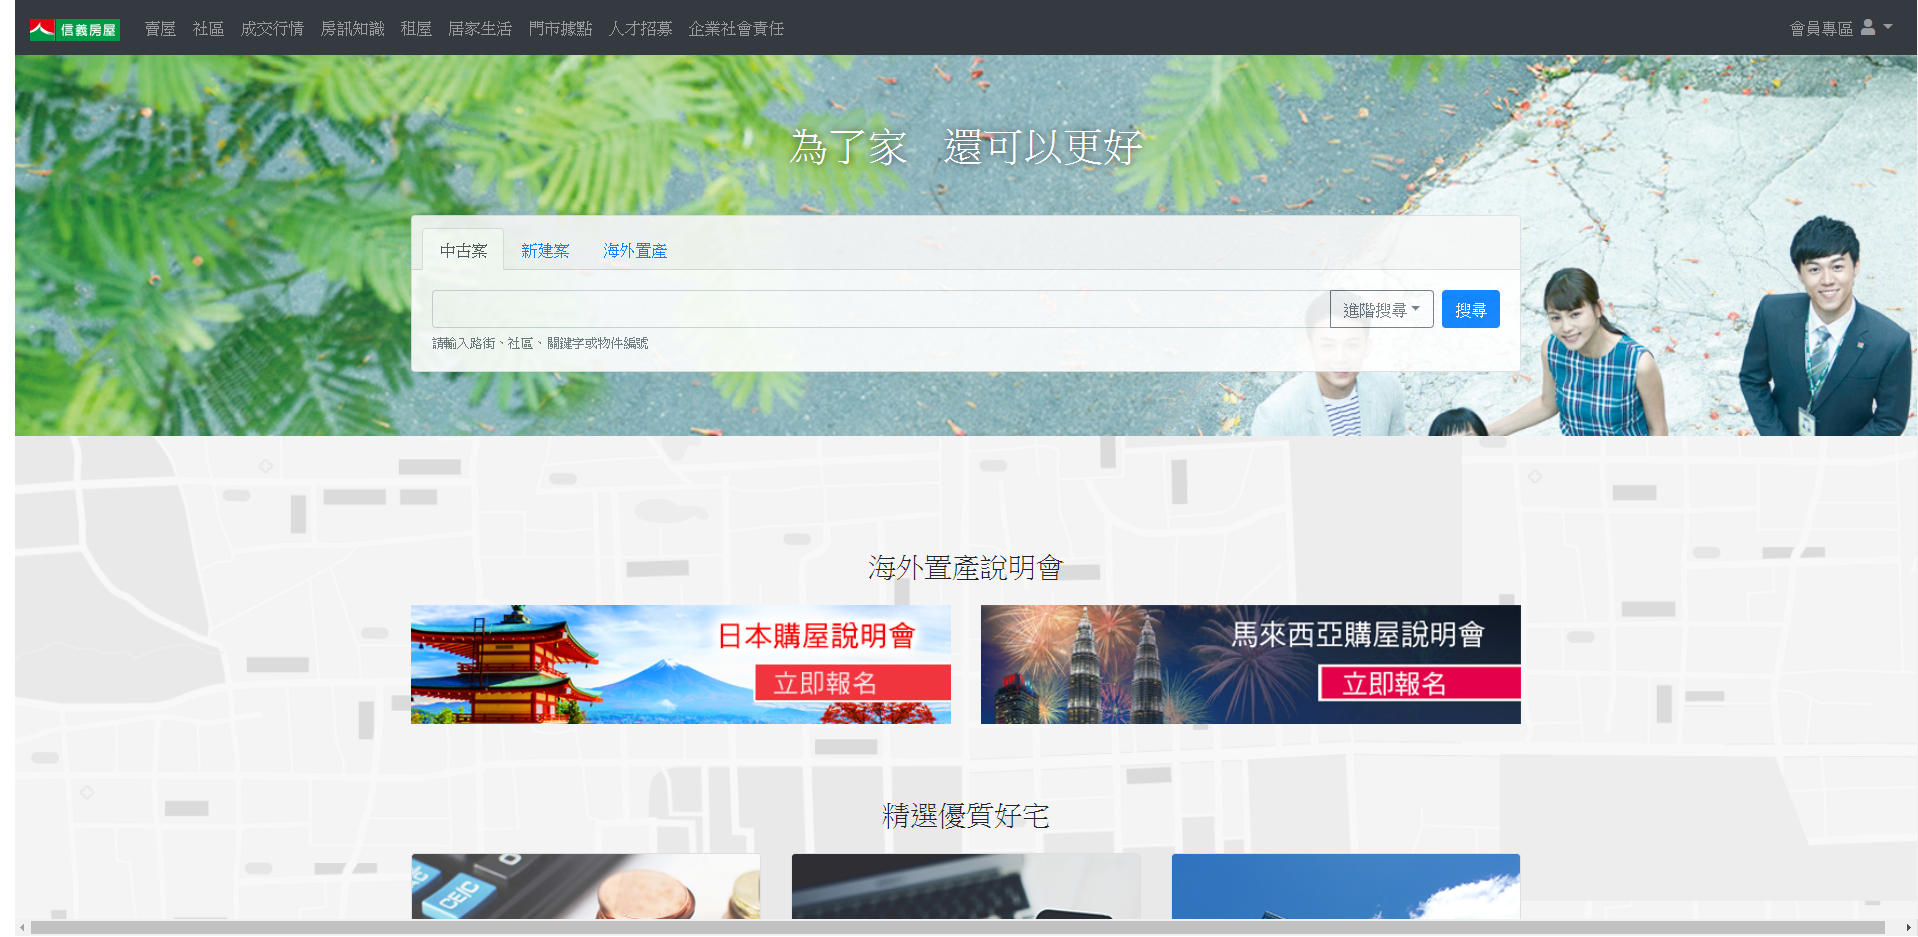 信義房屋 賣屋 社區 成交行情 房訊知識 租屋 居家生活 門市據點 人才招募 企業社會責任 會員專區
為了家 還可以更好
中古案 新建案 海外置產
進階搜尋 搜尋
請輸入路街、社區、關鍵字或物件編號
海外置產說明會
日本購屋說明會
立即報名
馬來西亞購屋說明會
立即報名
精選優質好宅
CE/C